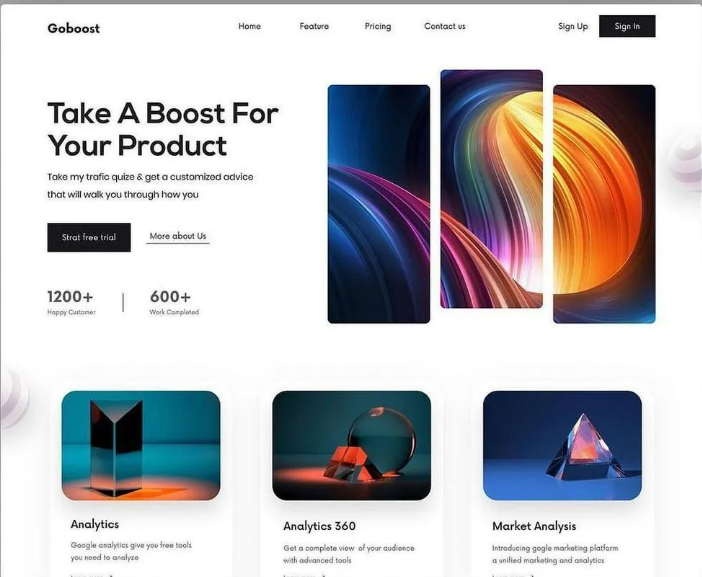 Goboost
Home Feature Pricing Contact us Sign Up Sign In
Take A Boost For
Your Product
Take my trafic quize & get a customized advice
that will walk you through how you
Strat free trial More about Us
1200+ 600+
Happy Customer Work Completed
Analytics
Google analytics give you free tools
you need to analyze
Analytics 360
Get a complete view of your audience
with advanced tools
Market Analysis
Introducing gogle marketing platform
a unified marketing and analytics